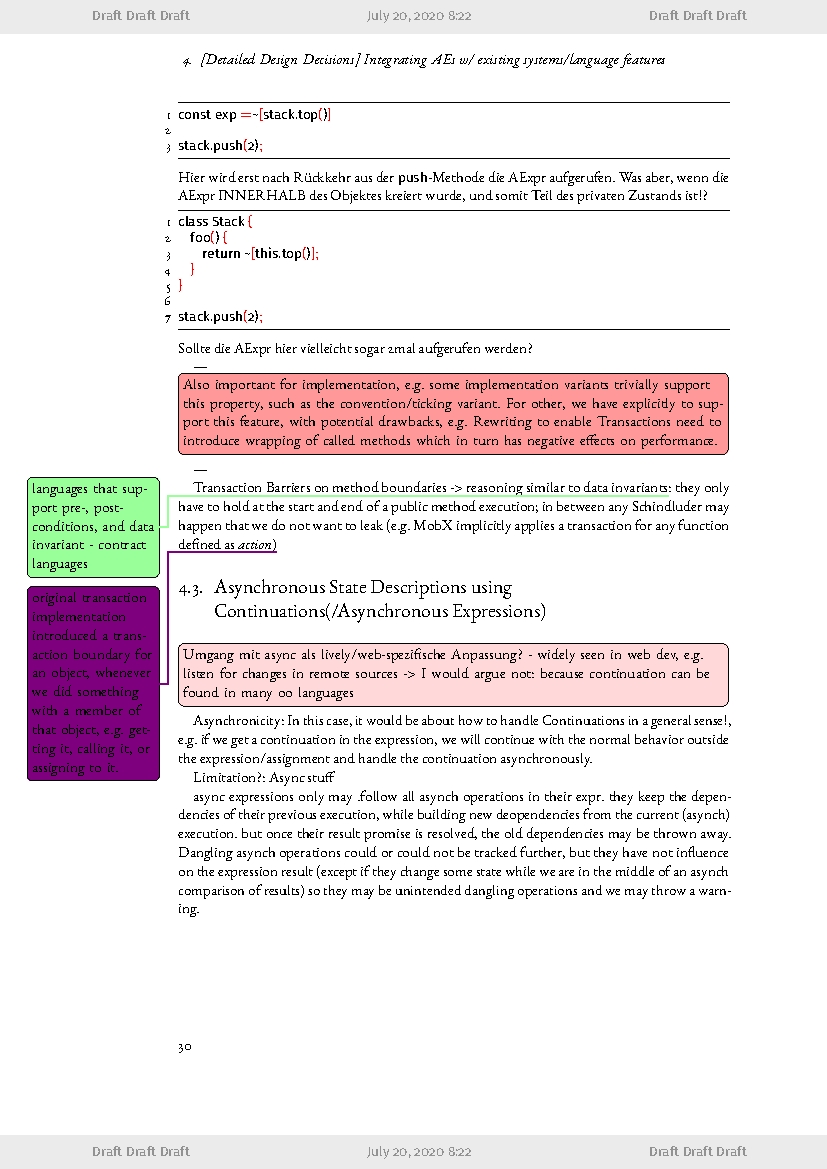 Draft Draft Draft July 20, 2020 8:22 Draft Draft Draft
4. [Detailed Design Decisions] Integrating AEs w/ existing systems/language features
1 const exp =~[stack.top()]
2
3 stack.push(2);
Hier wird erst nach Rückkehr aus der push-Methode die AExpr aufgerufen. Was aber, wenn die
AExpr INNERHALB des Objektes kreiert wurde, und somit Teil des privaten Zustands ist!?
1 class Stack {
2 foo() {
3 return ~[this.top()];
4 }
5 }
6
7 stack.push(2);
Sollte die AExpr hier vielleicht sogar 2mal aufgerufen werden?
—
Also important for implementation, e.g. some implementation variants trivially support
this property, such as the convention/ticking variant. For other, we have explicitly to sup-
port this feature, with potential drawbacks, e.g. Rewriting to enable Transactions need to
introduce wrapping of called methods which in turn has negative effects on performance.
—
Transaction Barriers on method boundaries -> reasoning similar to data invariants: they only
have to hold at the start and end of a public method execution; in between any Schindluder may
happen that we do not want to leak (e.g. MobX implicitly applies a transaction for any function
defined as action)
languages that sup-
port pre-, post-
conditions, and data
invariant - contract
languages
original transaction
implementation
introduced a trans-
action boundary for
an object, whenever
we did something
with a member of
that object, e.g. get-
ting it, calling it, or
assigning to it.
4.3. Asynchronous State Descriptions using
Continuations(/Asynchronous Expressions)
Umgang mit async als lively/web-spezifische Anpassung? - widely seen in web dev, e.g.
listen for changes in remote sources -> I would argue not: because continuation can be
found in many oo languages
Asynchronicity: In this case, it would be about how to handle Continuations in a general sense!,
e.g. if we get a continuation in the expression, we will continue with the normal behavior outside
the expression/assignment and handle the continuation asynchronously.
Limitation?: Async stuff
async expressions only may .follow all asynch operations in their expr. they keep the depen-
dencies of their previous execution, while building new deopendencies from the current (asynch)
execution. but once their result promise is resolved, the old dependencies may be thrown away.
Dangling asynch operations could or could not be tracked further, but they have not influence
on the expression result (except if they change some state while we are in the middle of an asynch
comparison of results) so they may be unintended dangling operations and we may throw a warn-
ing.
30
Draft Draft Draft July 20, 2020 8:22 Draft Draft Draft